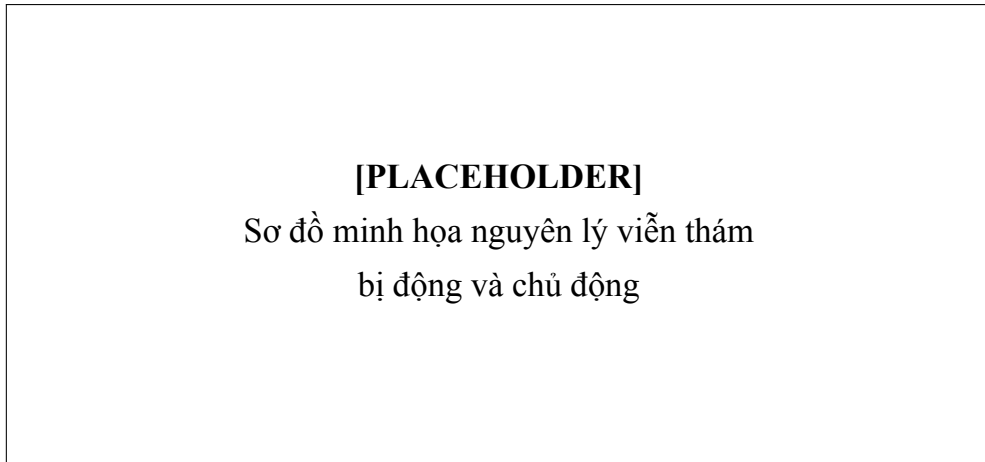 [PLACEHOLDER]
Sơ đồ minh họa nguyên lý viễn thám
bị động và chủ động